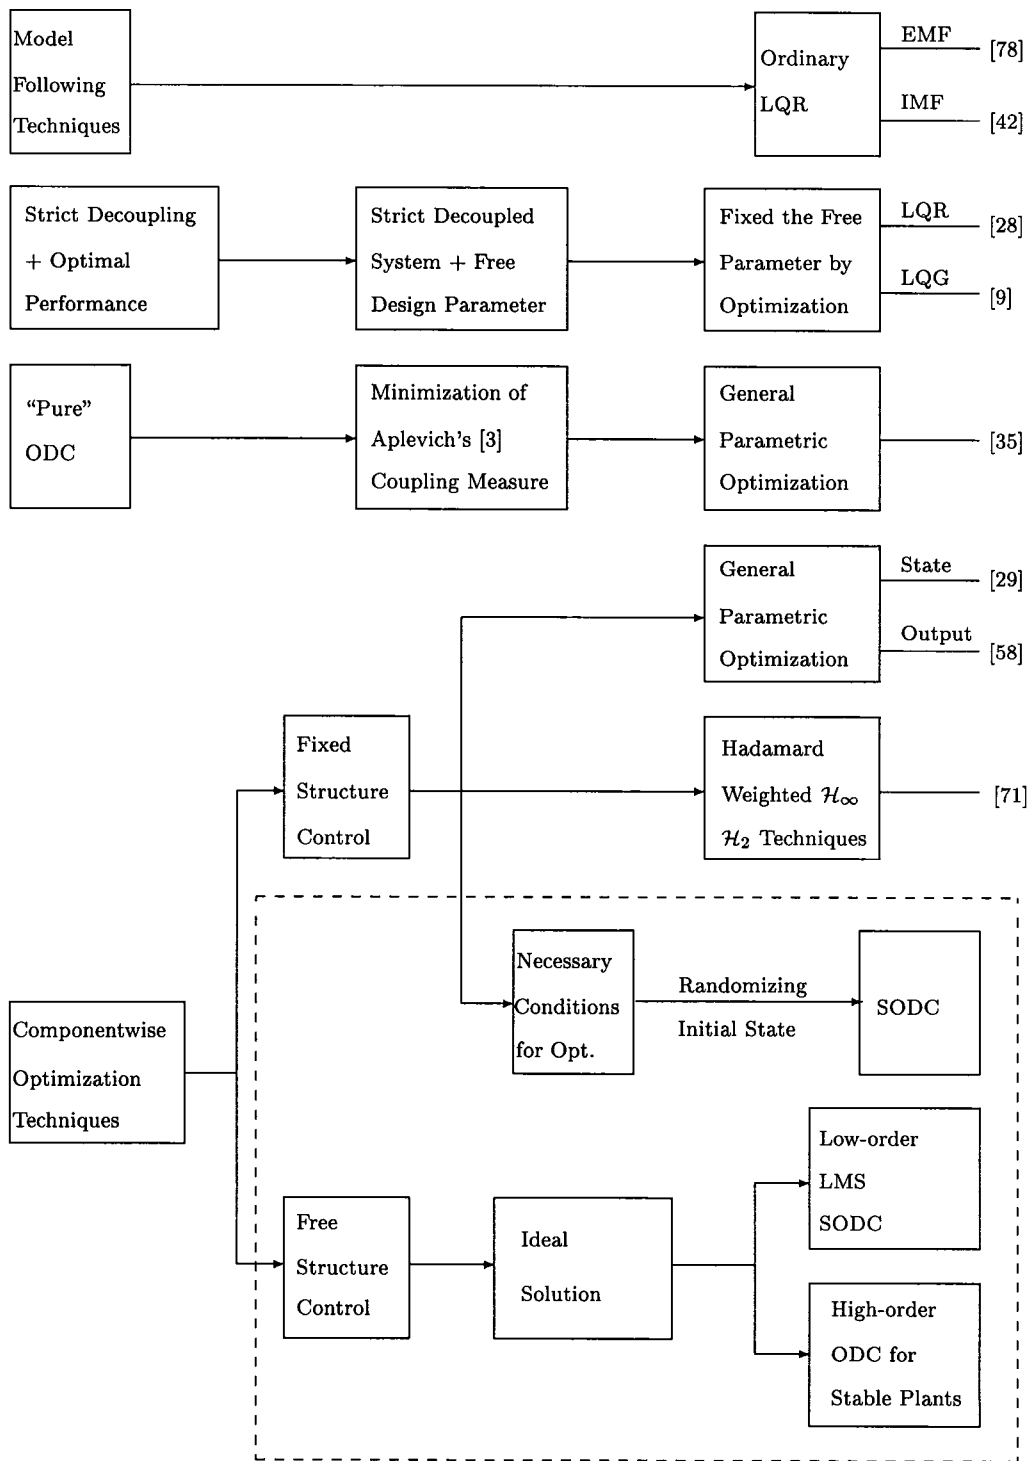 Model
Following
Techniques
Ordinary
LQR
EMF
[78]
IMF
[42]
Strict Decoupling
+ Optimal
Performance
Strict Decoupled
System + Free
Design Parameter
Fixed the Free
Parameter by
Optimization
LQR
[28]
LQG
[9]
“Pure”
ODC
Minimization of
Aplevich's [3]
Coupling Measure
General
Parametric
Optimization
[35]
General
Parametric
Optimization
State
[29]
Output
[58]
Fixed
Structure
Control
Hadamard
Weighted ℋ∞
ℋ2 Techniques
[71]
Necessary
Conditions
for Opt.
Randomizing
Initial State
SODC
Componentwise
Optimization
Techniques
Low-order
LMS
SODC
Free
Structure
Control
Ideal
Solution
High-order
ODC for
Stable Plants